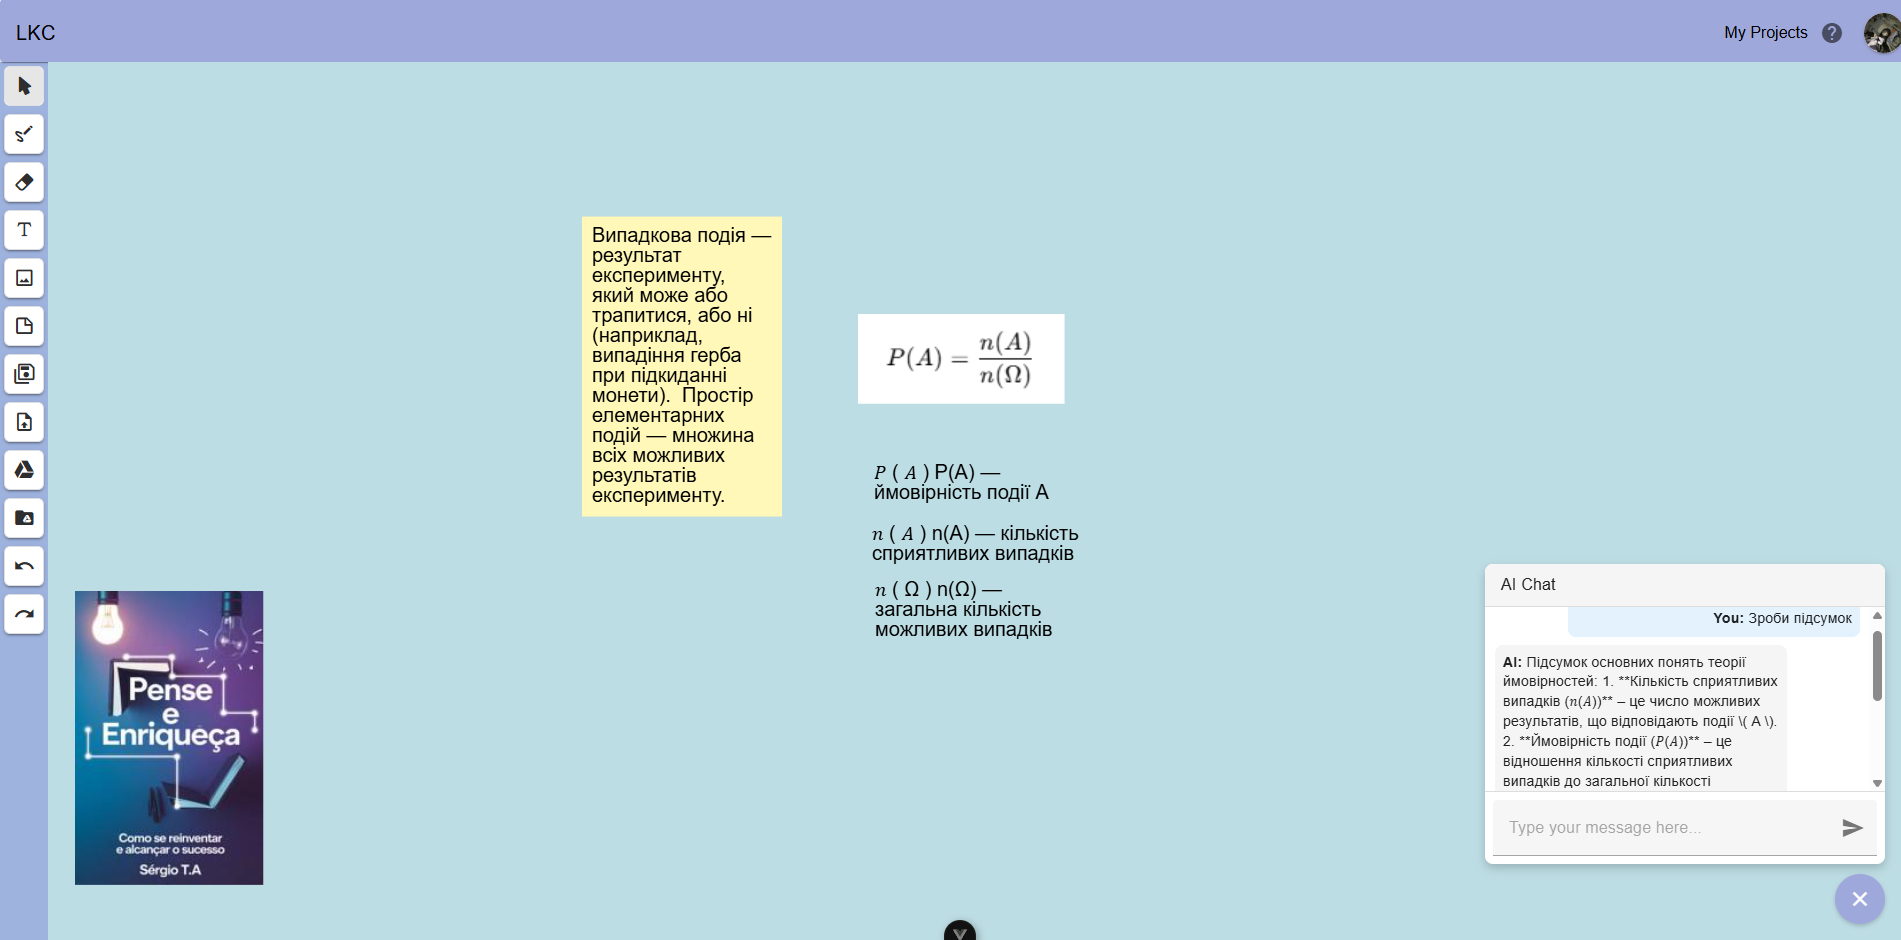 LKC
My Projects
?
T
Випадкова подія —
результат
експерименту,
який може або
трапитися, або ні
(наприклад,
випадіння герба
при підкиданні
монети).  Простір
елементарних
подій — множина
всіх можливих
результатів
експерименту.
P(A) = n(A)/n(Ω)
𝑃 ( 𝐴 ) P(A) —
ймовірність події A
𝑛 ( 𝐴 ) n(A) — кількість
сприятливих випадків
𝑛 ( Ω ) n(Ω) —
загальна кількість
можливих випадків
Pense
e
Enriqueça
Como se reinventar
e alcançar o sucesso
Sérgio T.A
AI Chat
You: Зроби підсумок
AI: Підсумок основних понять теорії
ймовірностей: 1. **Кількість сприятливих
випадків (𝑛(𝐴))** – це число можливих
результатів, що відповідають події \( A \).
2. **Ймовірність події (𝑃(𝐴))** – це
відношення кількості сприятливих
випадків до загальної кількості
Type your message here...